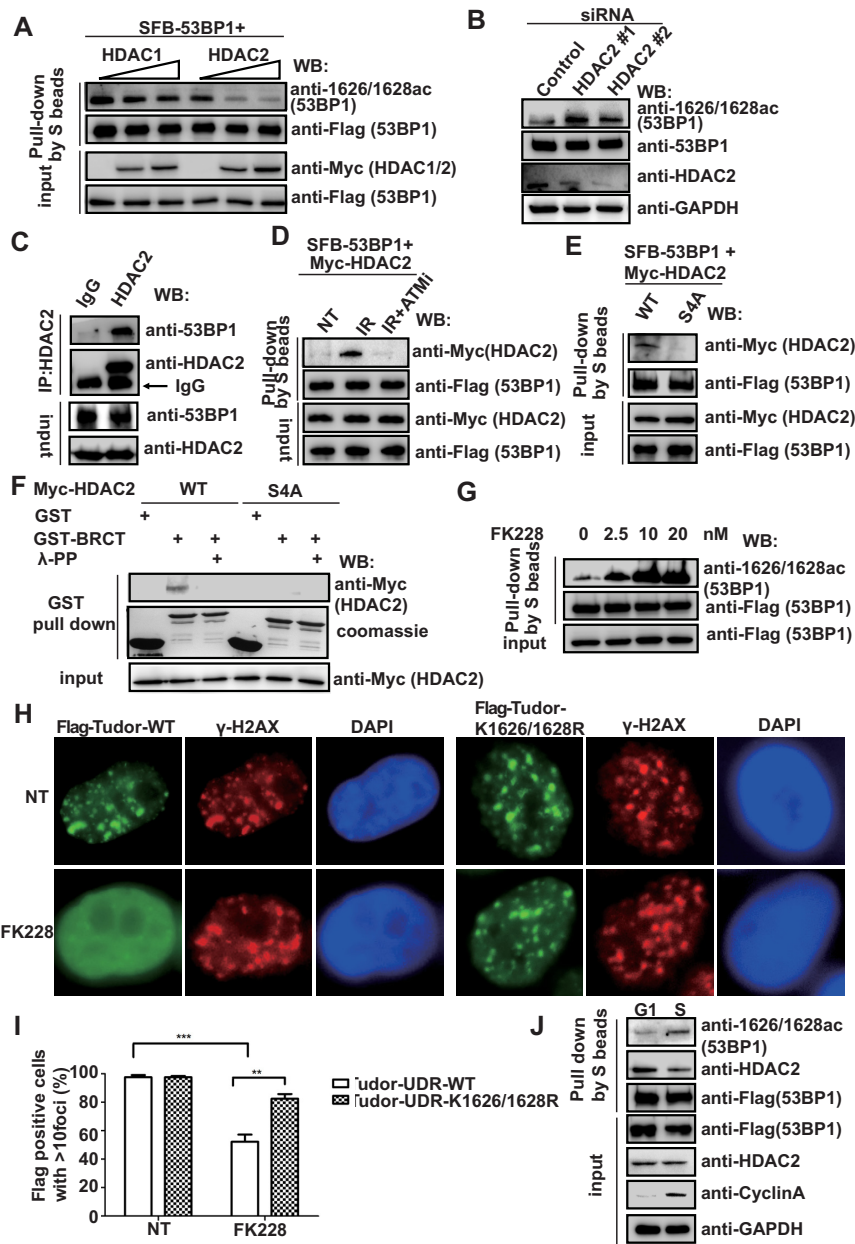 A
SFB-53BP1+
HDAC1 HDAC2 WB:
Pull-down
by S beads
anti-1626/1628ac
(53BP1)
anti-Flag (53BP1)
input
anti-Myc (HDAC1/2)
anti-Flag (53BP1)
B
siRNA
Control HDAC2 #1 HDAC2 #2
WB:
anti-1626/1628ac
(53BP1)
anti-53BP1
anti-HDAC2
anti-GAPDH
C
IgG HDAC2 WB:
IP:HDAC2
anti-53BP1
anti-HDAC2
IgG
input
anti-53BP1
anti-HDAC2
D
SFB-53BP1+
Myc-HDAC2
NT IR IR+ATMi WB:
Pull-down
by S beads
anti-Myc(HDAC2)
anti-Flag (53BP1)
input
anti-Myc (HDAC2)
anti-Flag (53BP1)
E
SFB-53BP1 +
Myc-HDAC2
WT S4A WB:
Pull-down
by S beads
anti-Myc (HDAC2)
anti-Flag (53BP1)
input
anti-Myc (HDAC2)
anti-Flag (53BP1)
F
Myc-HDAC2 WT S4A
GST + +
GST-BRCT + + + +
λ-PP + + WB:
GST
pull down
anti-Myc
(HDAC2)
coomassie
input anti-Myc (HDAC2)
G
FK228 0 2.5 10 20 nM WB:
Pull-down
by S beads
anti-1626/1628ac
(53BP1)
anti-Flag (53BP1)
input anti-Flag (53BP1)
H
Flag-Tudor-WT γ-H2AX DAPI
Flag-Tudor-
K1626/1628R γ-H2AX DAPI
NT
FK228
I
Flag positive cells
with >10foci (%)
100
80
60
40
20
0
***
**
NT FK228
Tudor-UDR-WT
Tudor-UDR-K1626/1628R
J
G1 S
Pull down
by S beads
anti-1626/1628ac
(53BP1)
anti-HDAC2
anti-Flag(53BP1)
input
anti-Flag(53BP1)
anti-HDAC2
anti-CyclinA
anti-GAPDH